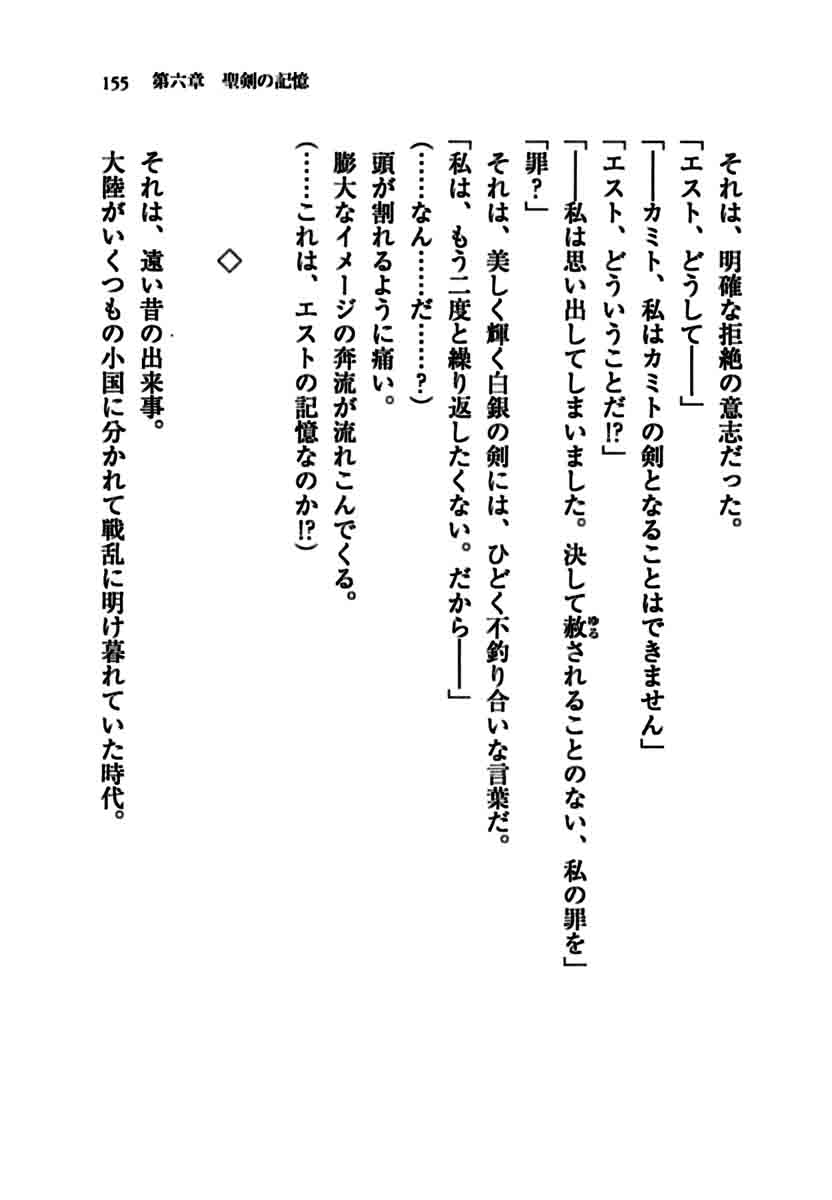 155 第六章 聖剣の記憶
それは、明確な拒絶の意志だった。
「エスト、どうして――」
「――カミト、私はカミトの剣となることはできません」
「エスト、どういうことだ!?」
「――私は思い出してしまいました。決して赦されることのない、私の罪を」
ゆる
「罪?」
それは、美しく輝く白銀の剣には、ひどく不釣り合いな言葉だ。
「私は、もう二度と繰り返したくない。だから――」
(……なん……だ……?)
頭が割れるように痛い。
膨大なイメージの奔流が流れこんでくる。
(……これは、エストの記憶なのか!?)
◇
それは、遠い昔の出来事。
大陸がいくつもの小国に分かれて戦乱に明け暮れていた時代。